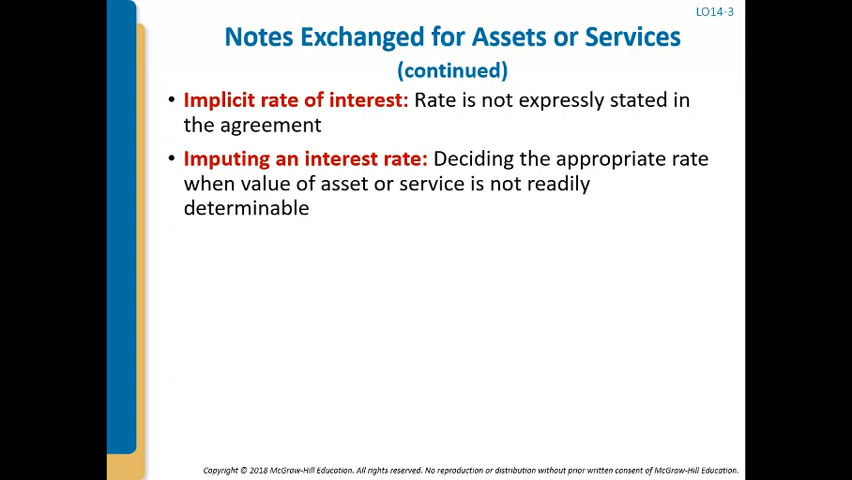 LO14-3
Notes Exchanged for Assets or Services
(continued)
• Implicit rate of interest: Rate is not expressly stated in
the agreement
• Imputing an interest rate: Deciding the appropriate rate
when value of asset or service is not readily
determinable
Copyright © 2018 McGraw-Hill Education. All rights reserved. No reproduction or distribution without prior written consent of McGraw-Hill Education.